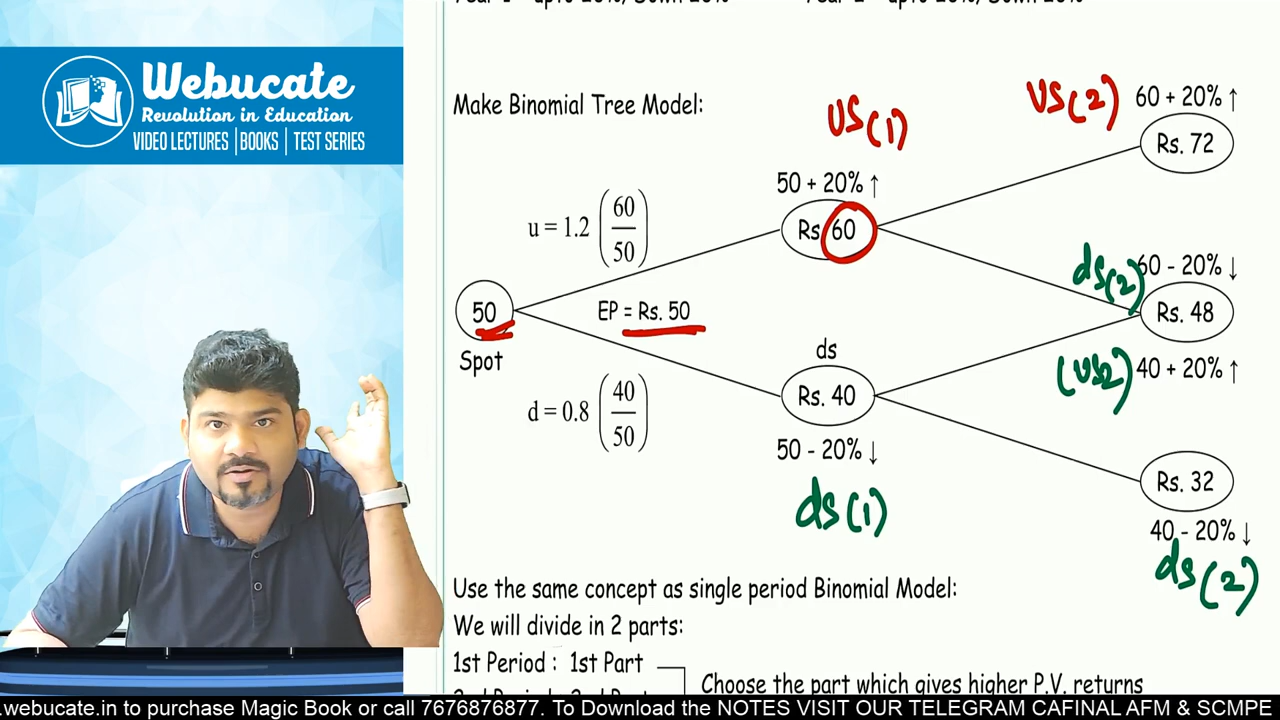 Webucate
Revolution in Education
VIDEO LECTURES | BOOKS | TEST SERIES
Make Binomial Tree Model:
US(1)
US(2)
60 + 20% ↑
Rs. 72
50 + 20% ↑
Rs 60
u = 1.2 (60/50)
ds(2)
60 - 20% ↓
Rs. 48
50
Spot
EP = Rs. 50
(US2)
40 + 20% ↑
ds
Rs. 40
d = 0.8 (40/50)
50 - 20% ↓
ds(1)
Rs. 32
40 - 20% ↓
ds(2)
Use the same concept as single period Binomial Model:
We will divide in 2 parts:
1st Period : 1st Part
Choose the part which gives higher P.V. returns
.webucate.in to purchase Magic Book or call 7676876877. To Download the NOTES VISIT OUR TELEGRAM CAFINAL AFM & SCMPE